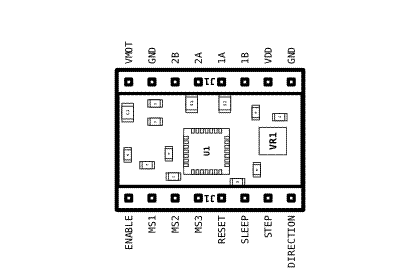 VMOT
GND
2B
2A
1A
1B
VDD
GND
J1
U1
VR1
J1
ENABLE
MS1
MS2
MS3
RESET
SLEEP
STEP
DIRECTION